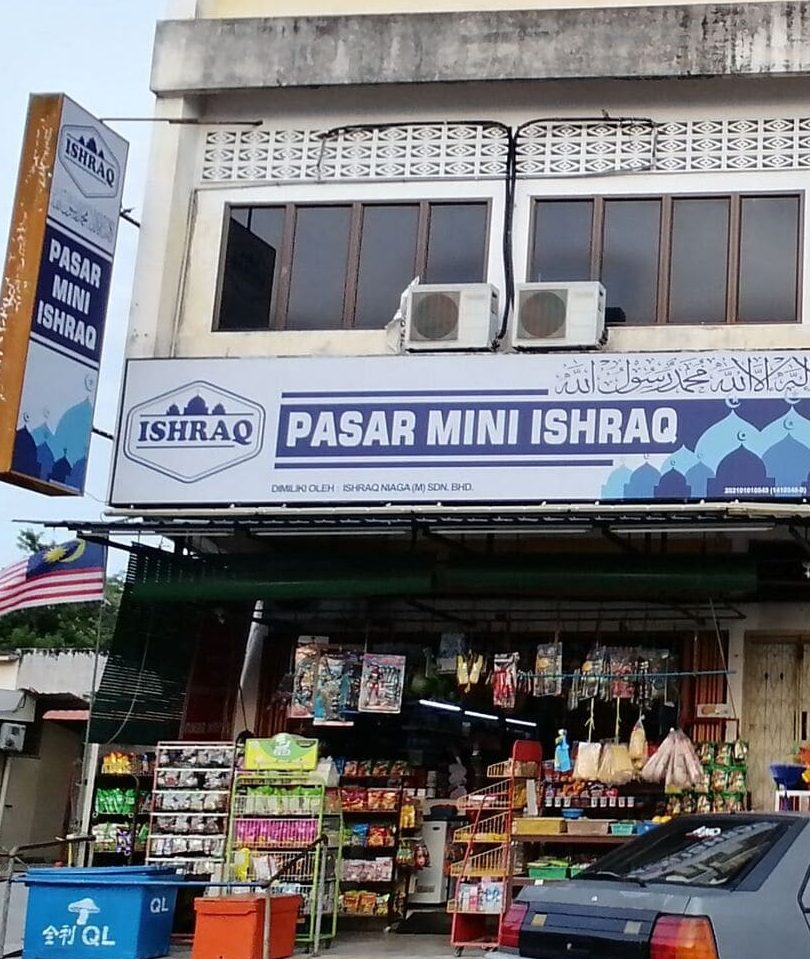 ISHRAQ
PASAR
MINI
ISHRAQ
لا إله إلا الله محمد رسول الله
ISHRAQ
PASAR MINI ISHRAQ
DIMILIKI OLEH : ISHRAQ NIAGA (M) SDN. BHD.
QL
全利 QL